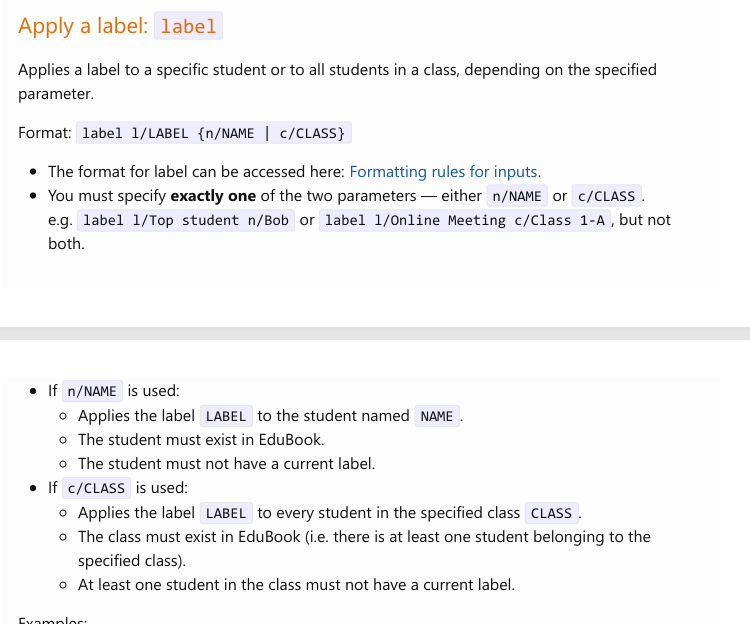 Apply a label: label
Applies a label to a specific student or to all students in a class, depending on the specified
parameter.
Format: label l/LABEL {n/NAME | c/CLASS}
• The format for label can be accessed here: Formatting rules for inputs.
• You must specify exactly one of the two parameters — either n/NAME or c/CLASS.
e.g. label l/Top student n/Bob or label l/Online Meeting c/Class 1-A, but not
both.
• If n/NAME is used:
◦ Applies the label LABEL to the student named NAME.
◦ The student must exist in EduBook.
◦ The student must not have a current label.
• If c/CLASS is used:
◦ Applies the label LABEL to every student in the specified class CLASS.
◦ The class must exist in EduBook (i.e. there is at least one student belonging to the
specified class).
◦ At least one student in the class must not have a current label.
Examples: